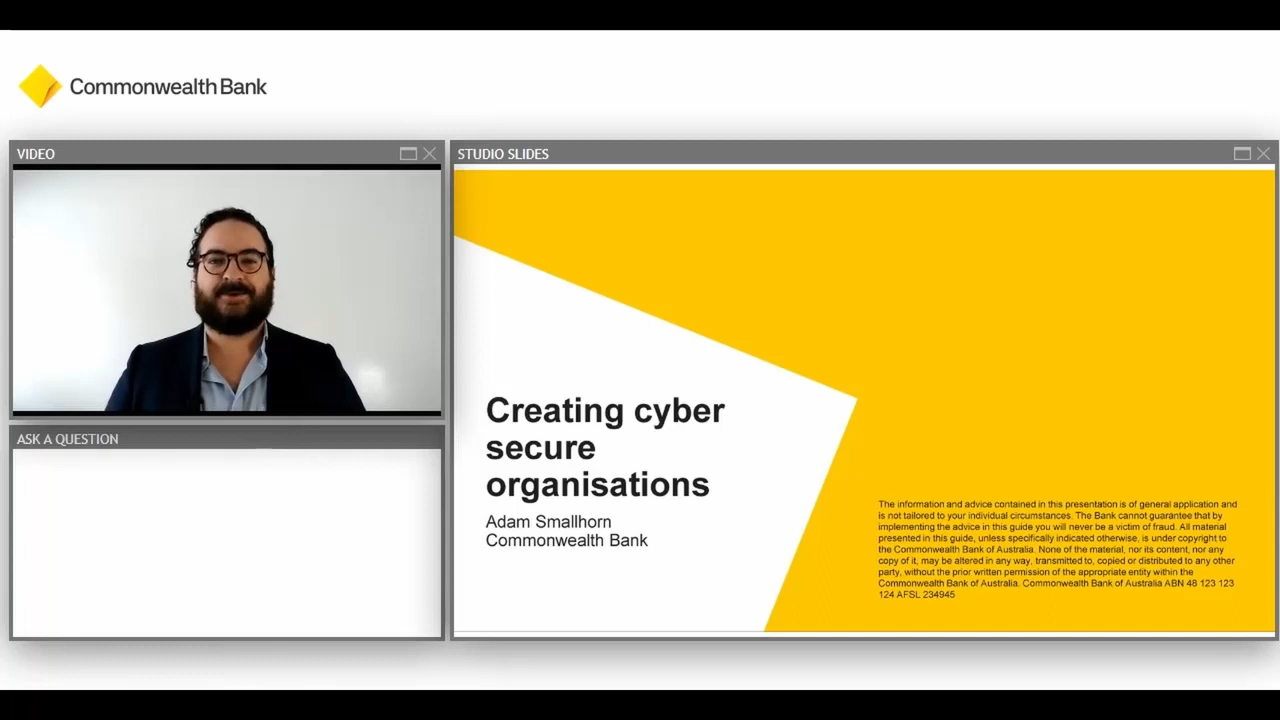 CommonwealthBank
VIDEO
STUDIO SLIDES
Creating cyber
secure
organisations
Adam Smallhorn
Commonwealth Bank
The information and advice contained in this presentation is of general application and
is not tailored to your individual circumstances. The Bank cannot guarantee that by
implementing the advice in this guide you will never be a victim of fraud. All material
presented in this guide, unless specifically indicated otherwise, is under copyright to
the Commonwealth Bank of Australia. None of the material, nor its content, nor any
copy of it, may be altered in any way, transmitted to, copied or distributed to any other
party, without the prior written permission of the appropriate entity within the
Commonwealth Bank of Australia. Commonwealth Bank of Australia ABN 48 123 123
124 AFSL 234945
ASK A QUESTION